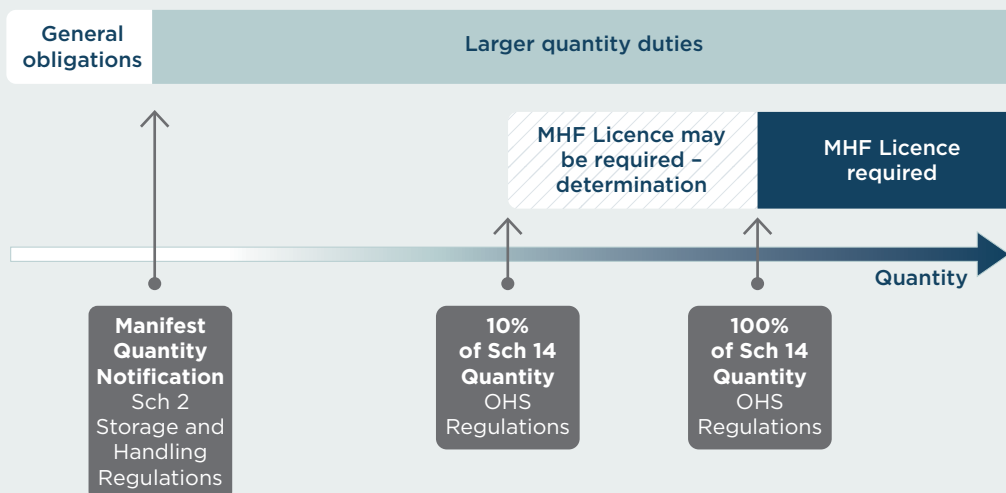 General
obligations
Larger quantity duties
MHF Licence may
be required –
determination
MHF Licence
required
Quantity
Manifest
Quantity
Notification
Sch 2
Storage and
Handling
Regulations
10%
of Sch 14
Quantity
OHS
Regulations
100%
of Sch 14
Quantity
OHS
Regulations